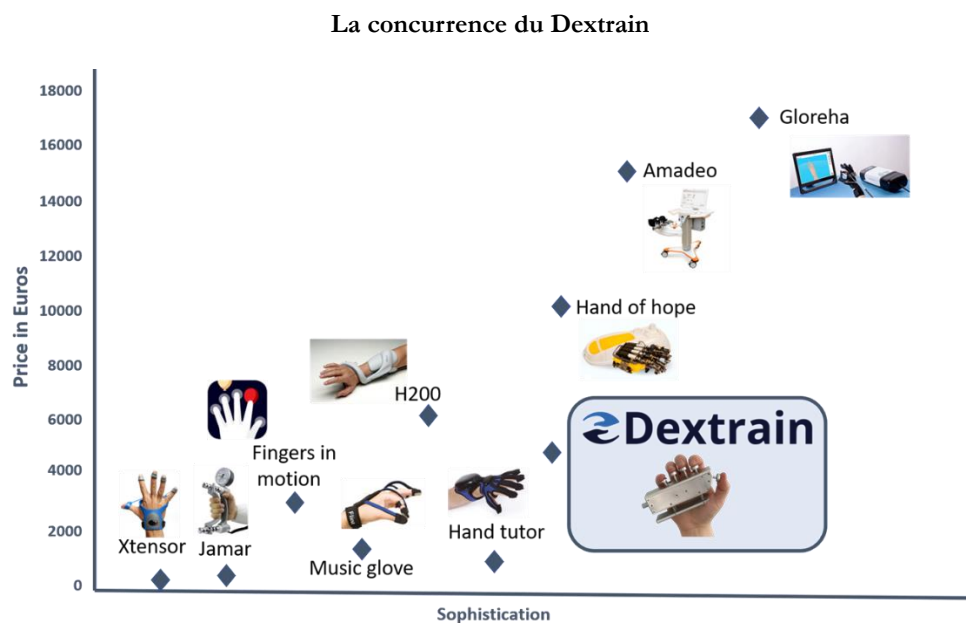 La concurrence du Dextrain
18000
Gloreha
16000
Amadeo
14000
12000
Price in Euros
10000
Hand of hope
8000
H200
6000
Dextrain
Fingers in
motion
4000
2000
Hand tutor
Xtensor
Jamar
Music glove
0
Sophistication